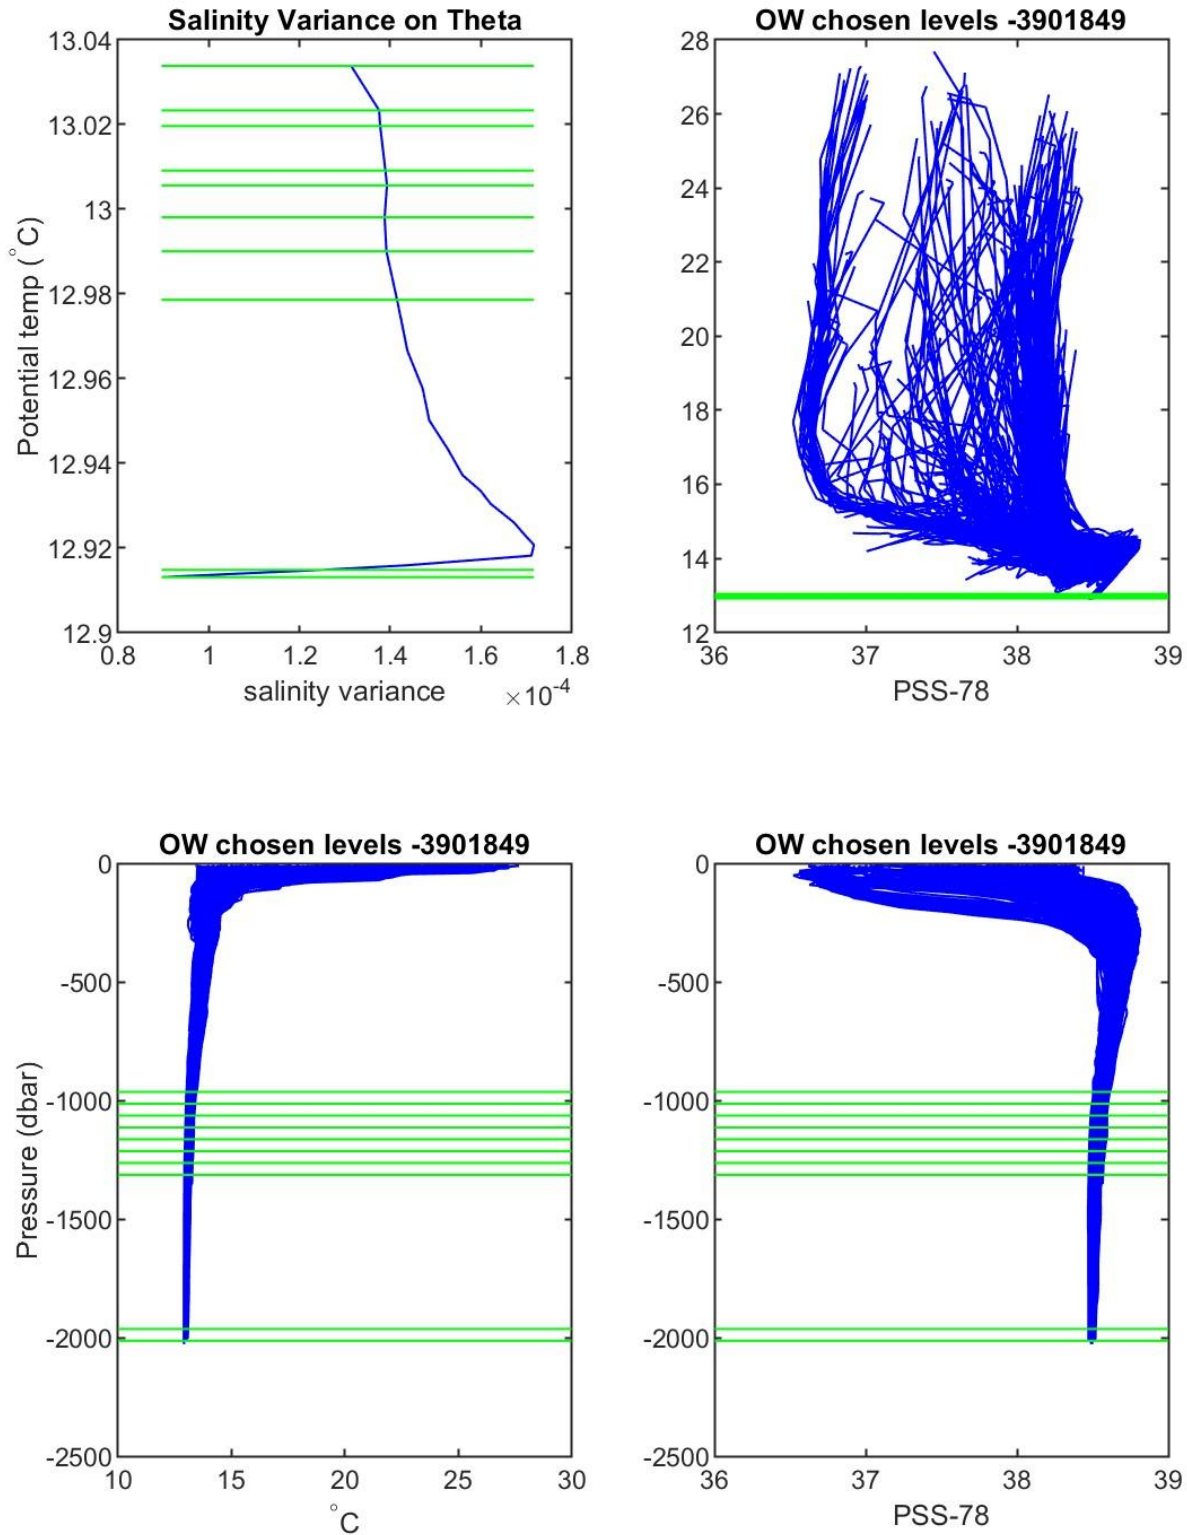 Salinity Variance on Theta
13.04
13.02
13
12.98
12.96
12.94
12.92
12.9
Potential temp (°C)
0.8 1 1.2 1.4 1.6 1.8
salinity variance ×10-4
OW chosen levels -3901849
28
26
24
22
20
18
16
14
12
36 37 38 39
PSS-78
OW chosen levels -3901849
0
-500
-1000
-1500
-2000
-2500
Pressure (dbar)
10 15 20 25 30
°C
OW chosen levels -3901849
0
-500
-1000
-1500
-2000
-2500
36 37 38 39
PSS-78